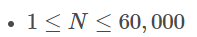 • 1 ≤ N ≤ 60,000